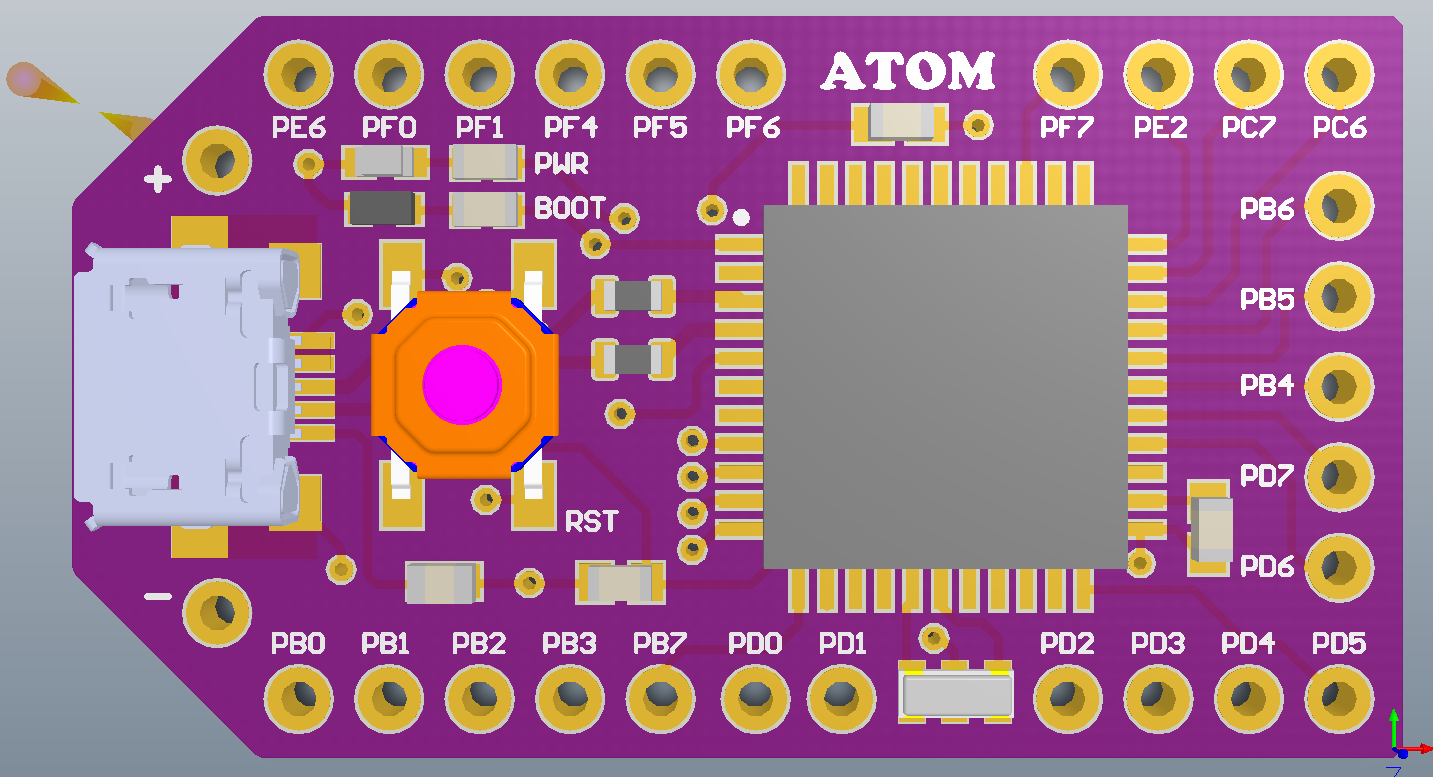 ATOM
PE6 PF0 PF1 PF4 PF5 PF6 PF7 PE2 PC7 PC6
+
PWR
BOOT
PB6
PB5
PB4
PD7
RST
PD6
-
PB0 PB1 PB2 PB3 PB7 PD0 PD1 PD2 PD3 PD4 PD5
Z